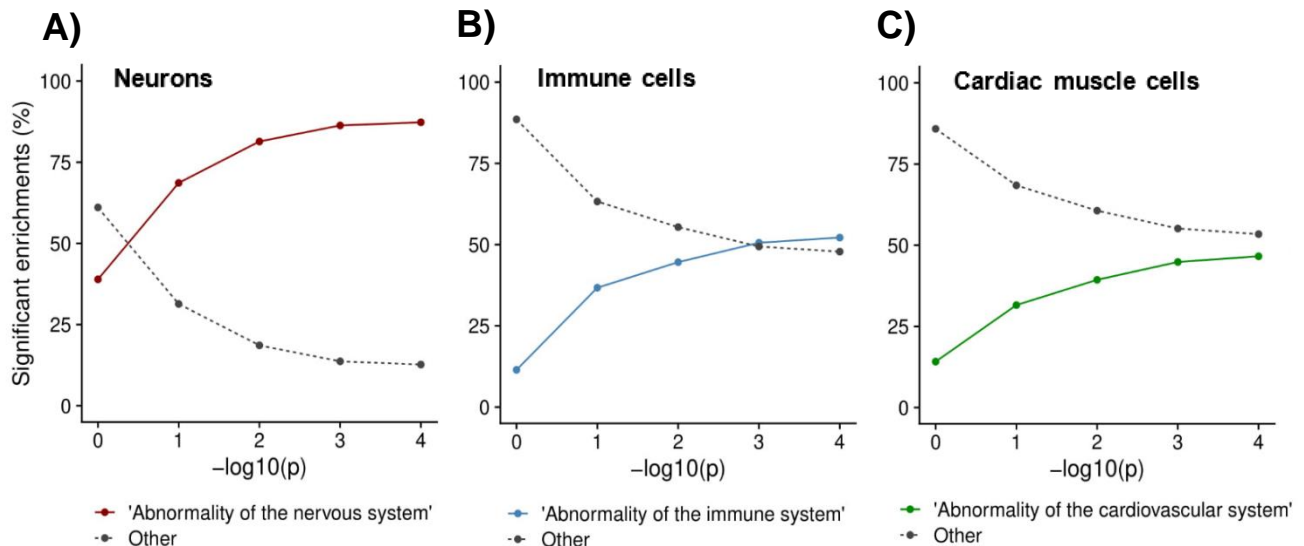 A)
B)
C)
Neurons
Immune cells
Cardiac muscle cells
Significant enrichments (%)
100
75
50
25
0
0 1 2 3 4
−log10(p)
'Abnormality of the nervous system'
Other
100
75
50
25
0
0 1 2 3 4
−log10(p)
'Abnormality of the immune system'
Other
100
75
50
25
0
0 1 2 3 4
−log10(p)
'Abnormality of the cardiovascular system'
Other